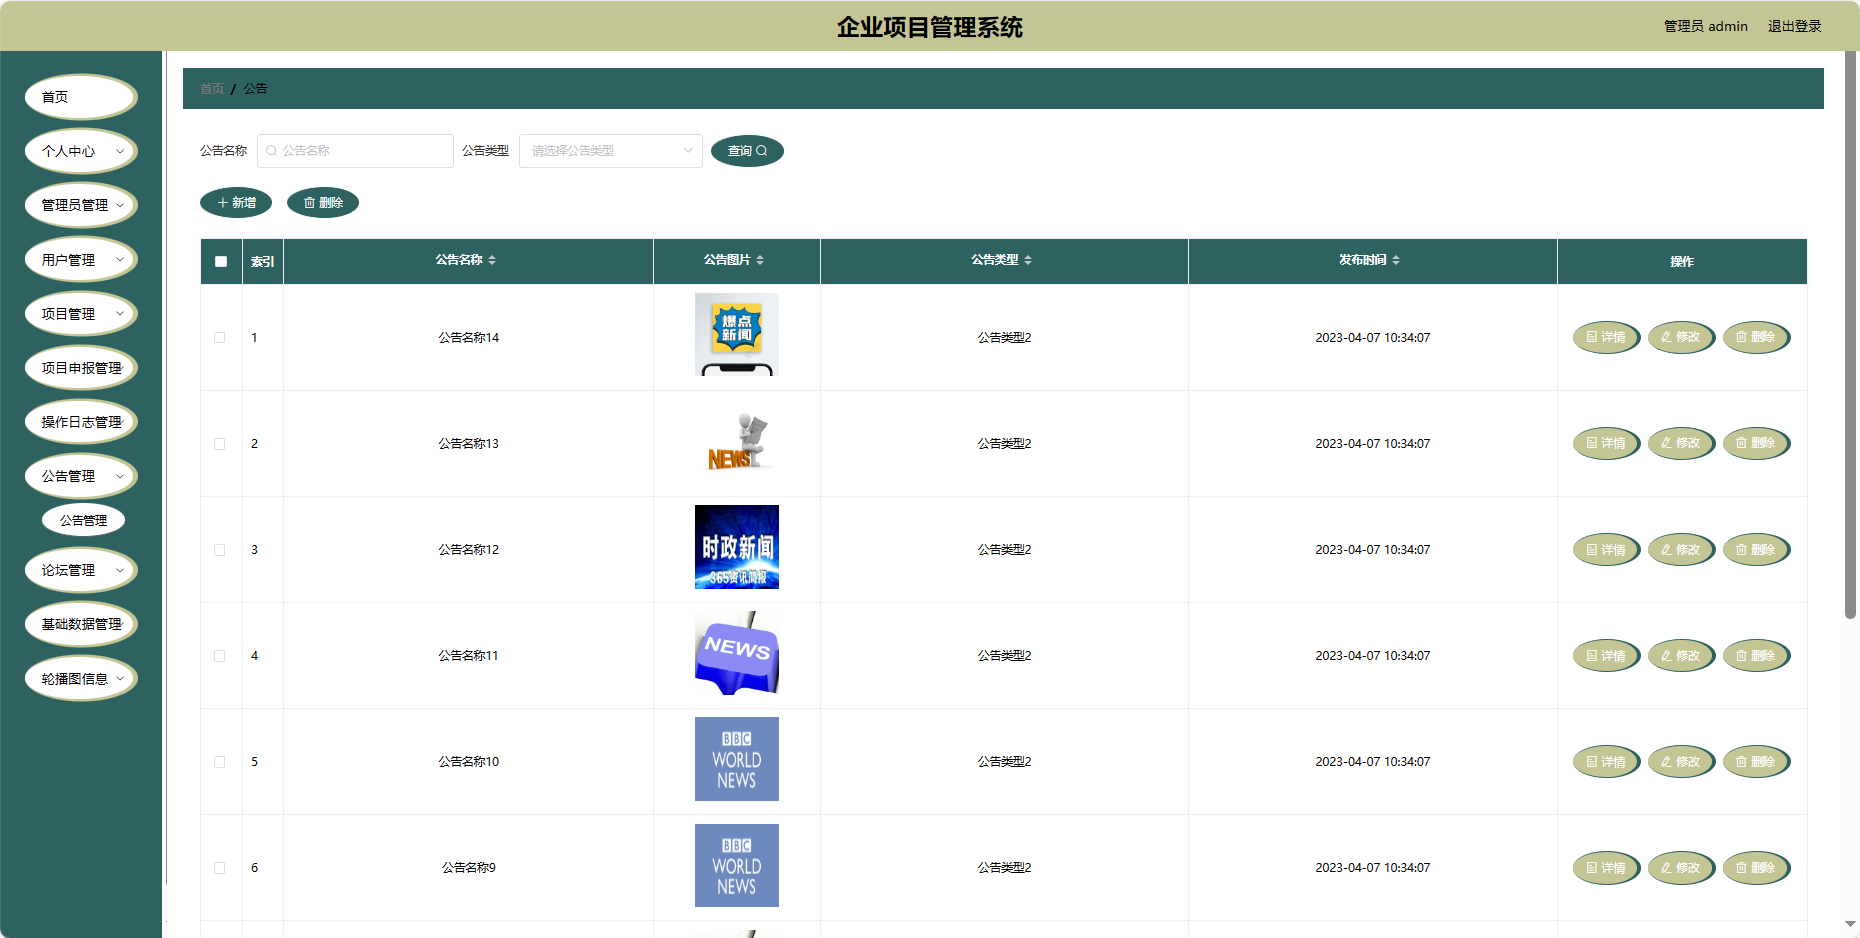 企业项目管理系统
管理员 admin 退出登录
首页
个人中心
管理员管理
用户管理
项目管理
项目申报管理
操作日志管理
公告管理
公告管理
论坛管理
基础数据管理
轮播图信息
首页 / 公告
公告名称 公告名称 公告类型 请选择公告类型 查询
新增 删除
索引 公告名称 公告图片 公告类型 发布时间 操作
1 公告名称14 爆点 新闻 公告类型2 2023-04-07 10:34:07 详情 修改 删除
2 公告名称13 NEWS 公告类型2 2023-04-07 10:34:07 详情 修改 删除
3 公告名称12 时政新闻 365资讯简报 公告类型2 2023-04-07 10:34:07 详情 修改 删除
4 公告名称11 NEWS 公告类型2 2023-04-07 10:34:07 详情 修改 删除
5 公告名称10 BBC WORLD NEWS 公告类型2 2023-04-07 10:34:07 详情 修改 删除
6 公告名称9 BBC WORLD NEWS 公告类型2 2023-04-07 10:34:07 详情 修改 删除